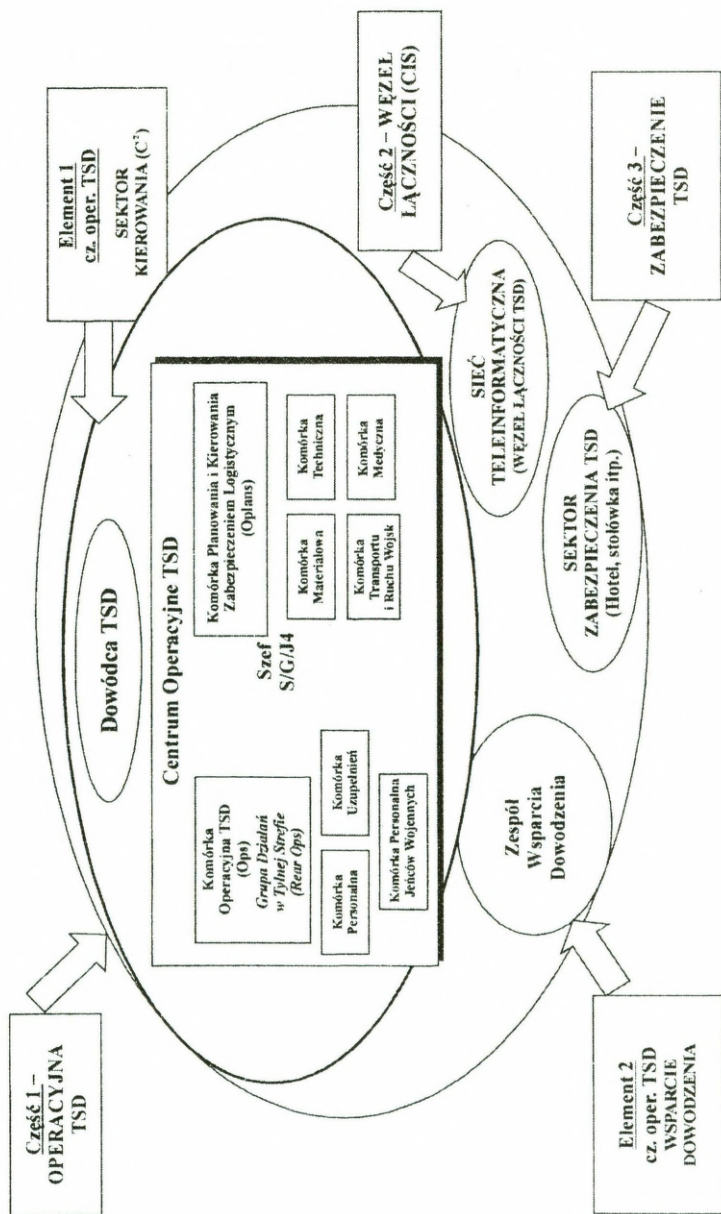 Część 1 –
OPERACYJNA
TSD
Element 1
cz. oper. TSD
SEKTOR
KIEROWANIA (C²)
Dowódca TSD
Centrum Operacyjne TSD
Komórka
Operacyjna TSD
(Ops)
Grupa Działań
w Tylnej Strefie
(Rear Ops)
Komórka Planowania i Kierowania
Zabezpieczeniem Logistycznym
(Oplans)
Szef
S/G/J4
Komórka
Personalna
Komórka
Uzupełnień
Komórka
Materiałowa
Komórka
Techniczna
Komórka Personalna
Jeńców Wojennych
Komórka
Transportu
i Ruchu Wojsk
Komórka
Medyczna
Część 2 – WĘZEŁ
ŁĄCZNOŚCI (CIS)
SIEĆ
TELEINFORMATYCZNA
(WĘZEŁ ŁĄCZNOŚCI TSD)
Zespół
Wsparcia
Dowodzenia
SEKTOR
ZABEZPIECZENIA TSD
(Hotel, stołówka itp.)
Element 2
cz. oper. TSD
WSPARCIE
DOWODZENIA
Część 3 –
ZABEZPIECZENIE
TSD